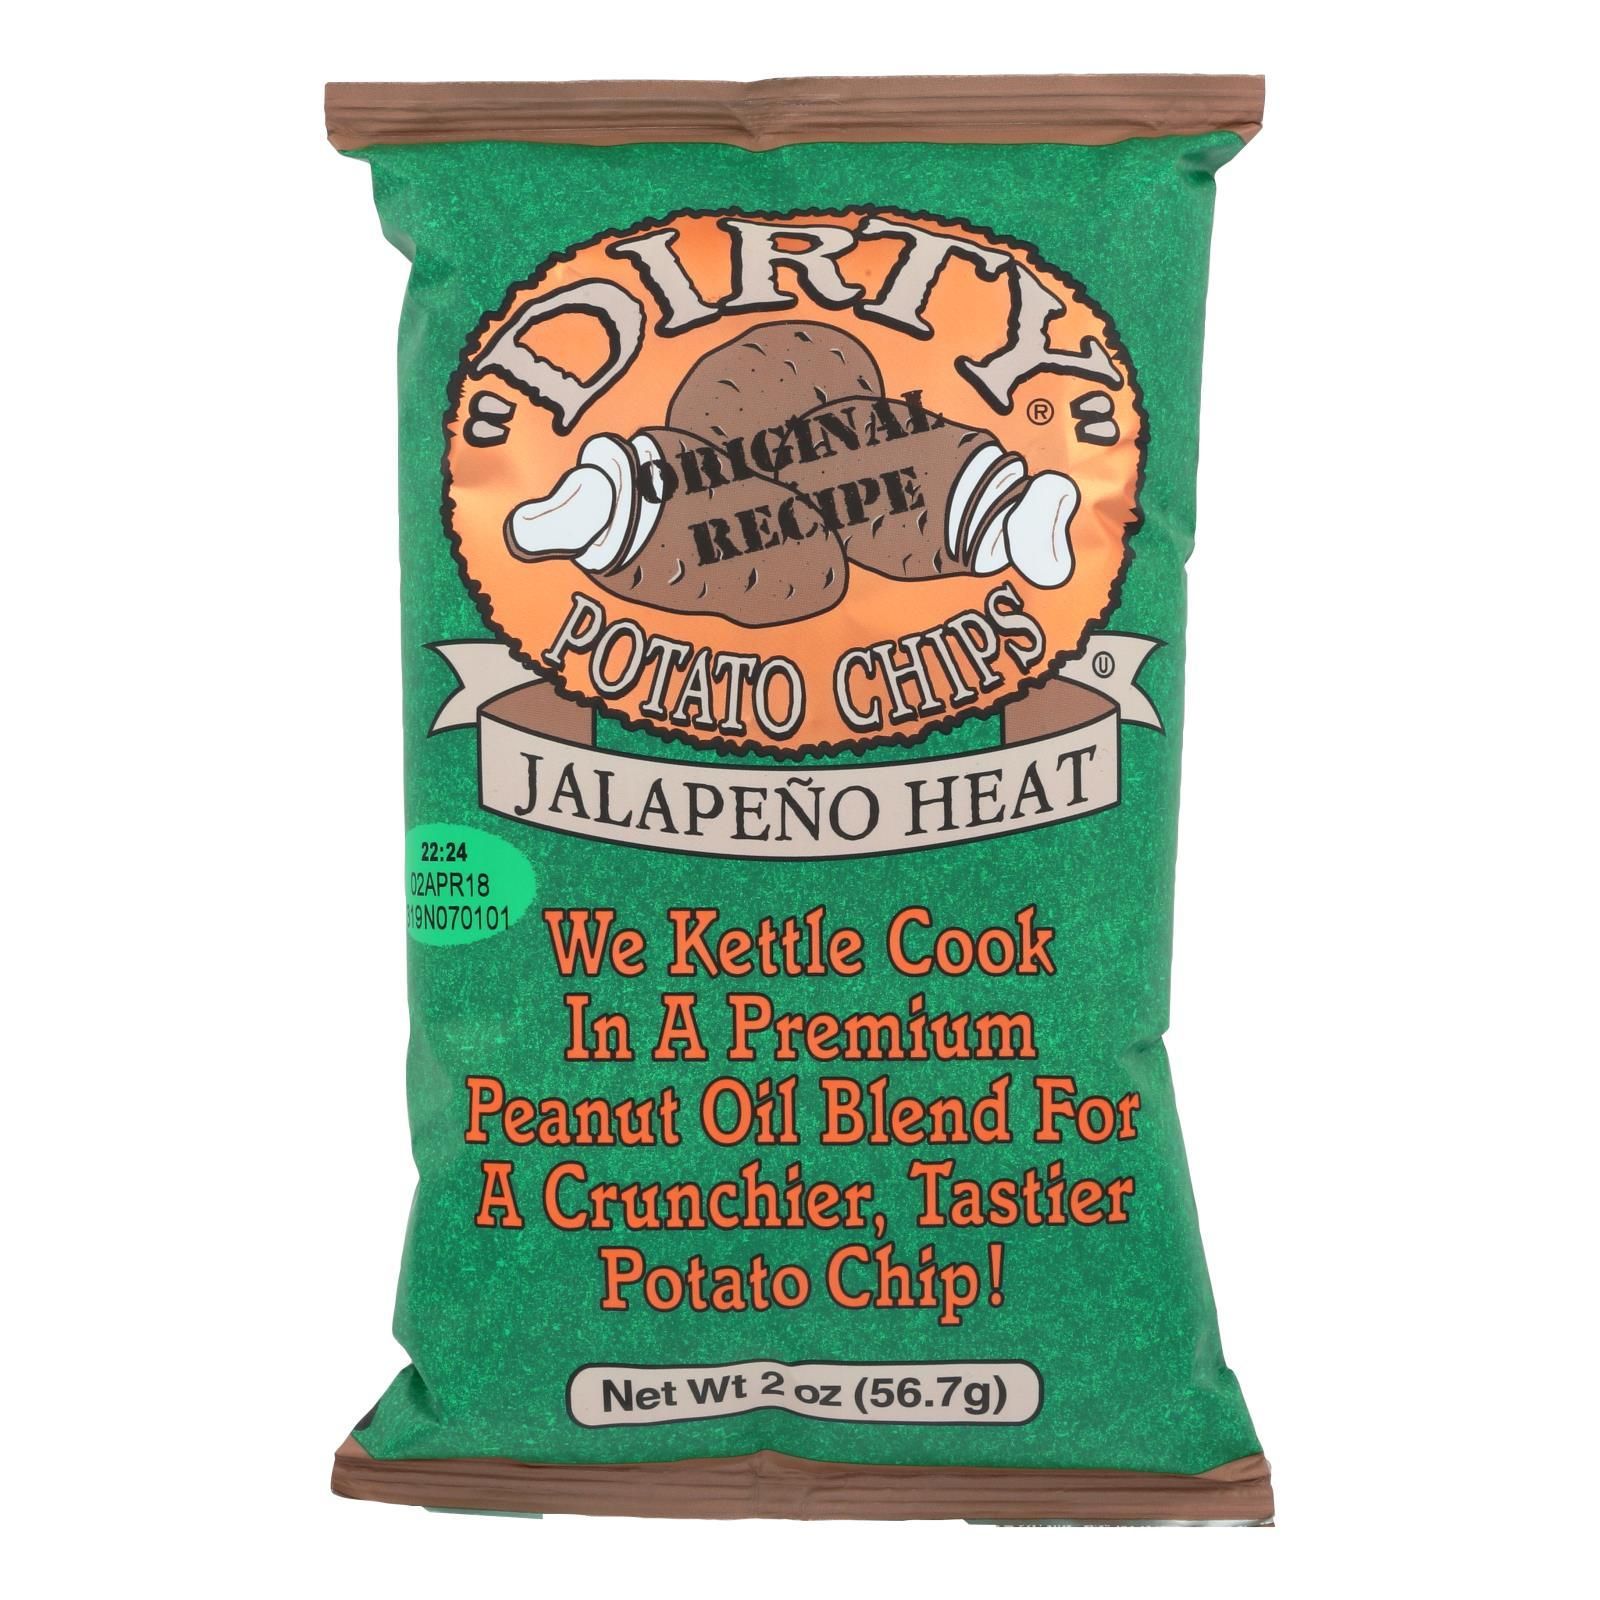 "DIRTY"®
ORIGINAL
RECIPE
POTATO CHIPS
Ⓤ
JALAPEÑO HEAT
22:24
02APR18
319N070101
We Kettle Cook
In A Premium
Peanut Oil Blend For
A Crunchier, Tastier
Potato Chip!
Net Wt 2 oz (56.7g)